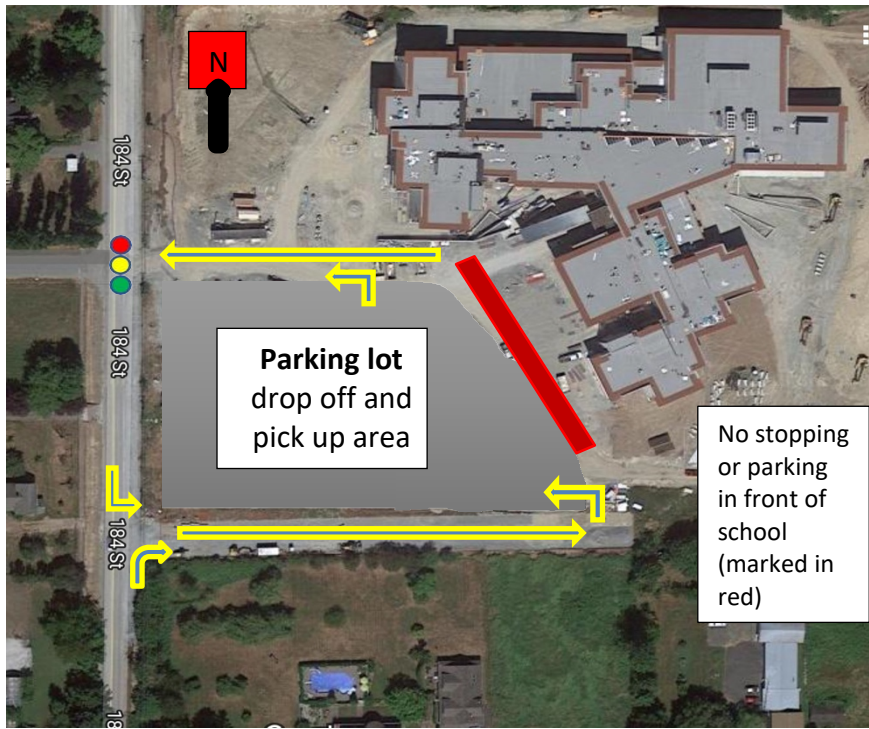 N
184 St
184 St
184 St
18
Parking lot
drop off and
pick up area
No stopping
or parking
in front of
school
(marked in
red)